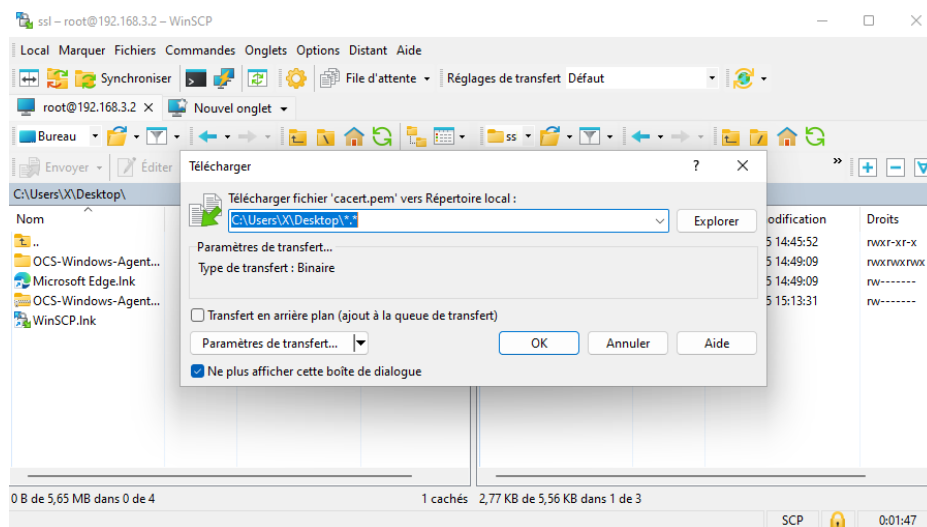 ssl – root@192.168.3.2 – WinSCP
Local Marquer Fichiers Commandes Onglets Options Distant Aide
Synchroniser File d'attente Réglages de transfert Défaut
root@192.168.3.2 Nouvel onglet
Bureau ss
Envoyer Éditer
Télécharger ?
C:\Users\X\Desktop\
Télécharger fichier 'cacert.pem' vers Répertoire local :
C:\Users\X\Desktop\*.*
Explorer
Paramètres de transfert...
Type de transfert : Binaire
Transfert en arrière plan (ajout à la queue de transfert)
Paramètres de transfert... OK Annuler Aide
Ne plus afficher cette boîte de dialogue
Nom
..
OCS-Windows-Agent...
Microsoft Edge.lnk
OCS-Windows-Agent...
WinSCP.lnk
odification Droits
5 14:45:52 rwxr-xr-x
5 14:49:09 rwxrwxrwx
5 14:49:09 rw-------
5 15:13:31 rw-------
0 B de 5,65 MB dans 0 de 4 1 cachés 2,77 KB de 5,56 KB dans 1 de 3
SCP 0:01:47